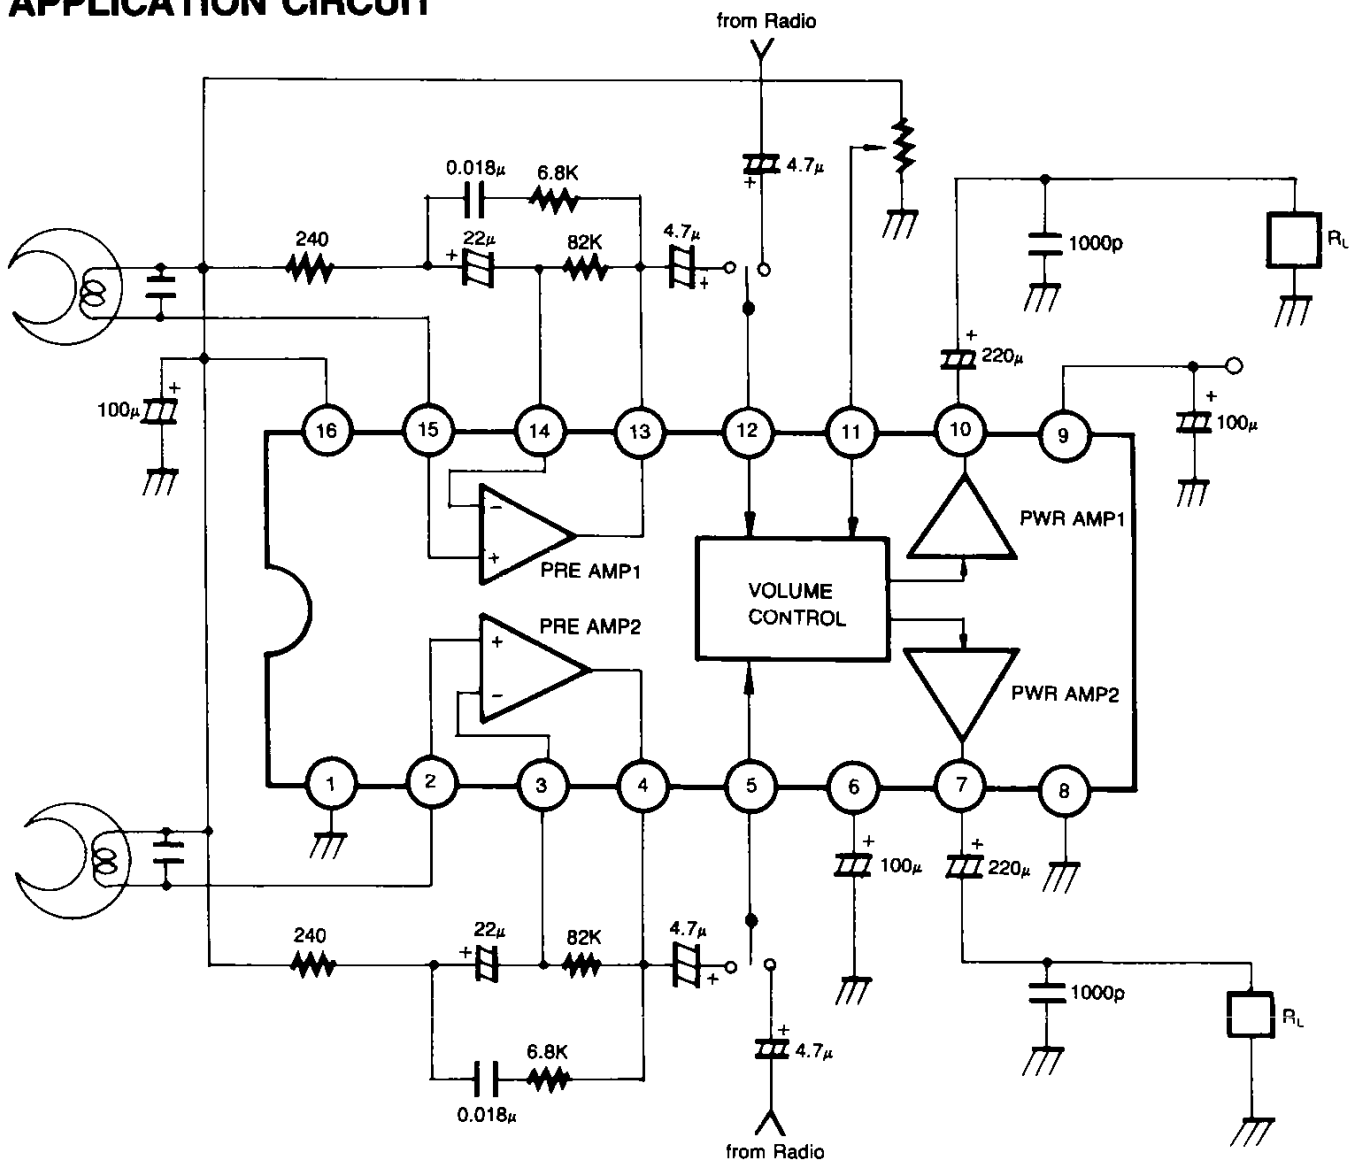 APPLICATION CIRCUIT
from Radio
0.018μ
6.8K
4.7μ
240
+
22μ
82K
4.7μ
+
+
1000p
RL
+
220μ
+
100μ
+
100μ
16
15
14
13
12
11
10
9
-
+
PRE AMP1
PWR AMP1
VOLUME
CONTROL
PRE AMP2
+
-
PWR AMP2
1
2
3
4
5
6
7
8
+
100μ
+
220μ
240
+
22μ
82K
4.7μ
+
1000p
RL
6.8K
0.018μ
+
4.7μ
from Radio